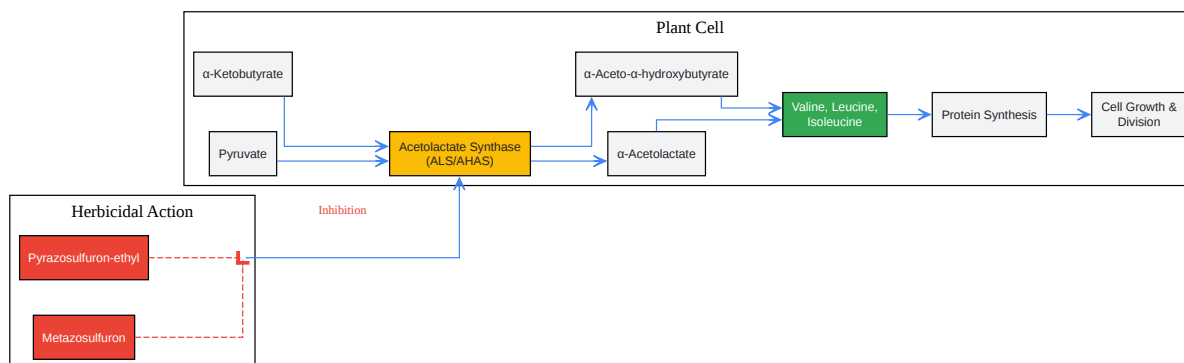 Plant Cell
α-Ketobutyrate
α-Aceto-α-hydroxybutyrate
Valine, Leucine,
Isoleucine
Protein Synthesis
Cell Growth &
Division
Pyruvate
Acetolactate Synthase
(ALS/AHAS)
α-Acetolactate
Herbicidal Action
Inhibition
Pyrazosulfuron-ethyl
Metazosulfuron